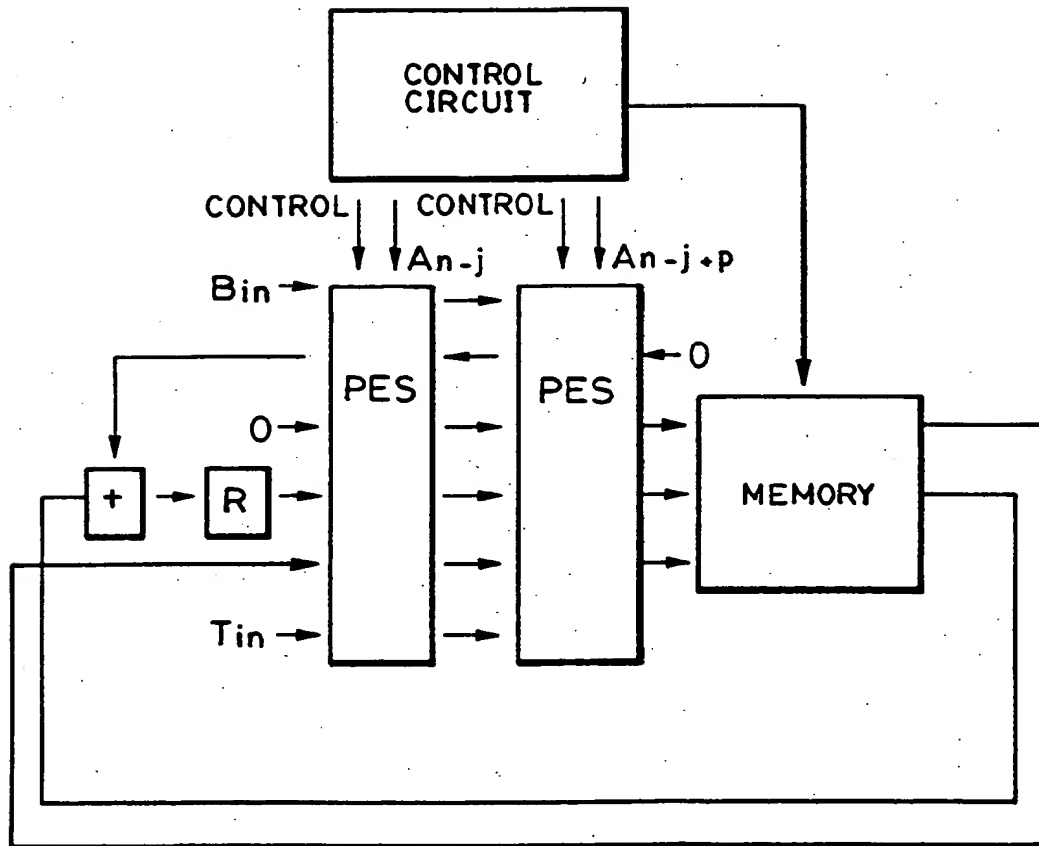 CONTROL
CIRCUIT
CONTROL
CONTROL
An-j
An-j+p
Bin
0
PES
PES
0
+
R
MEMORY
Tin